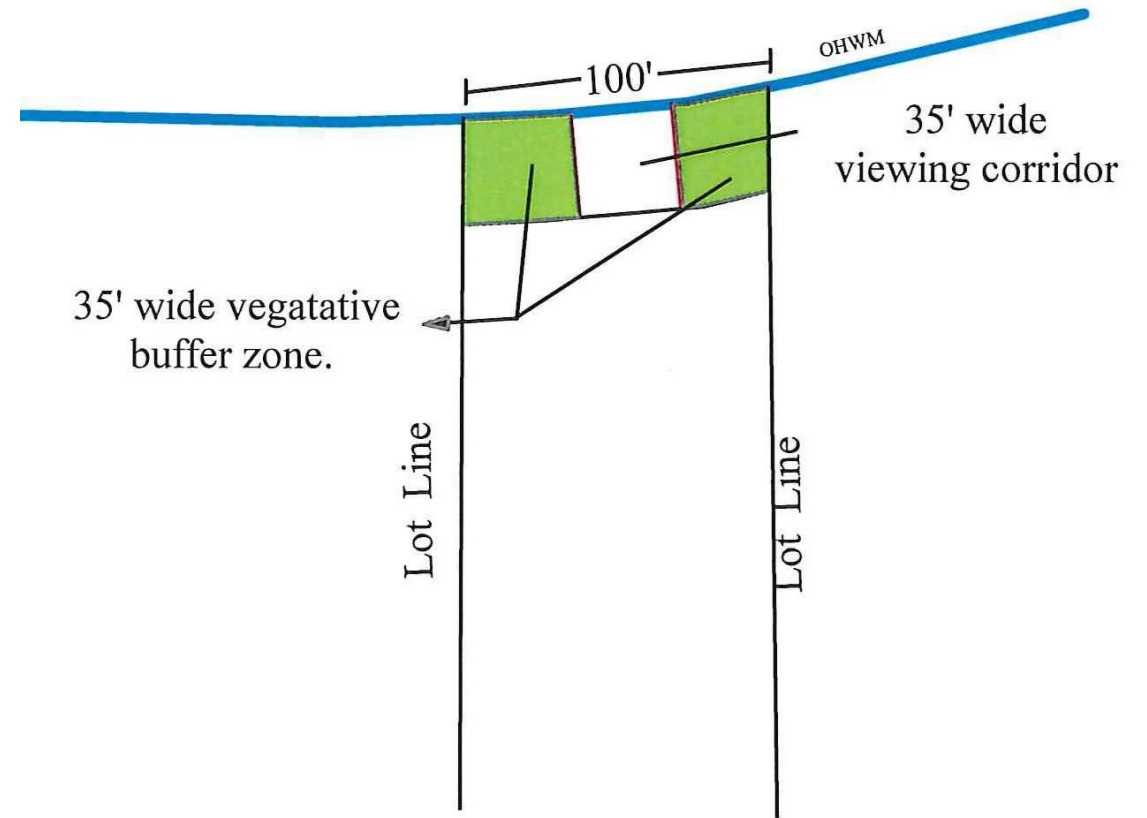 OHWM
100'
35' wide
viewing corridor
35' wide vegatative
buffer zone.
Lot Line
Lot Line